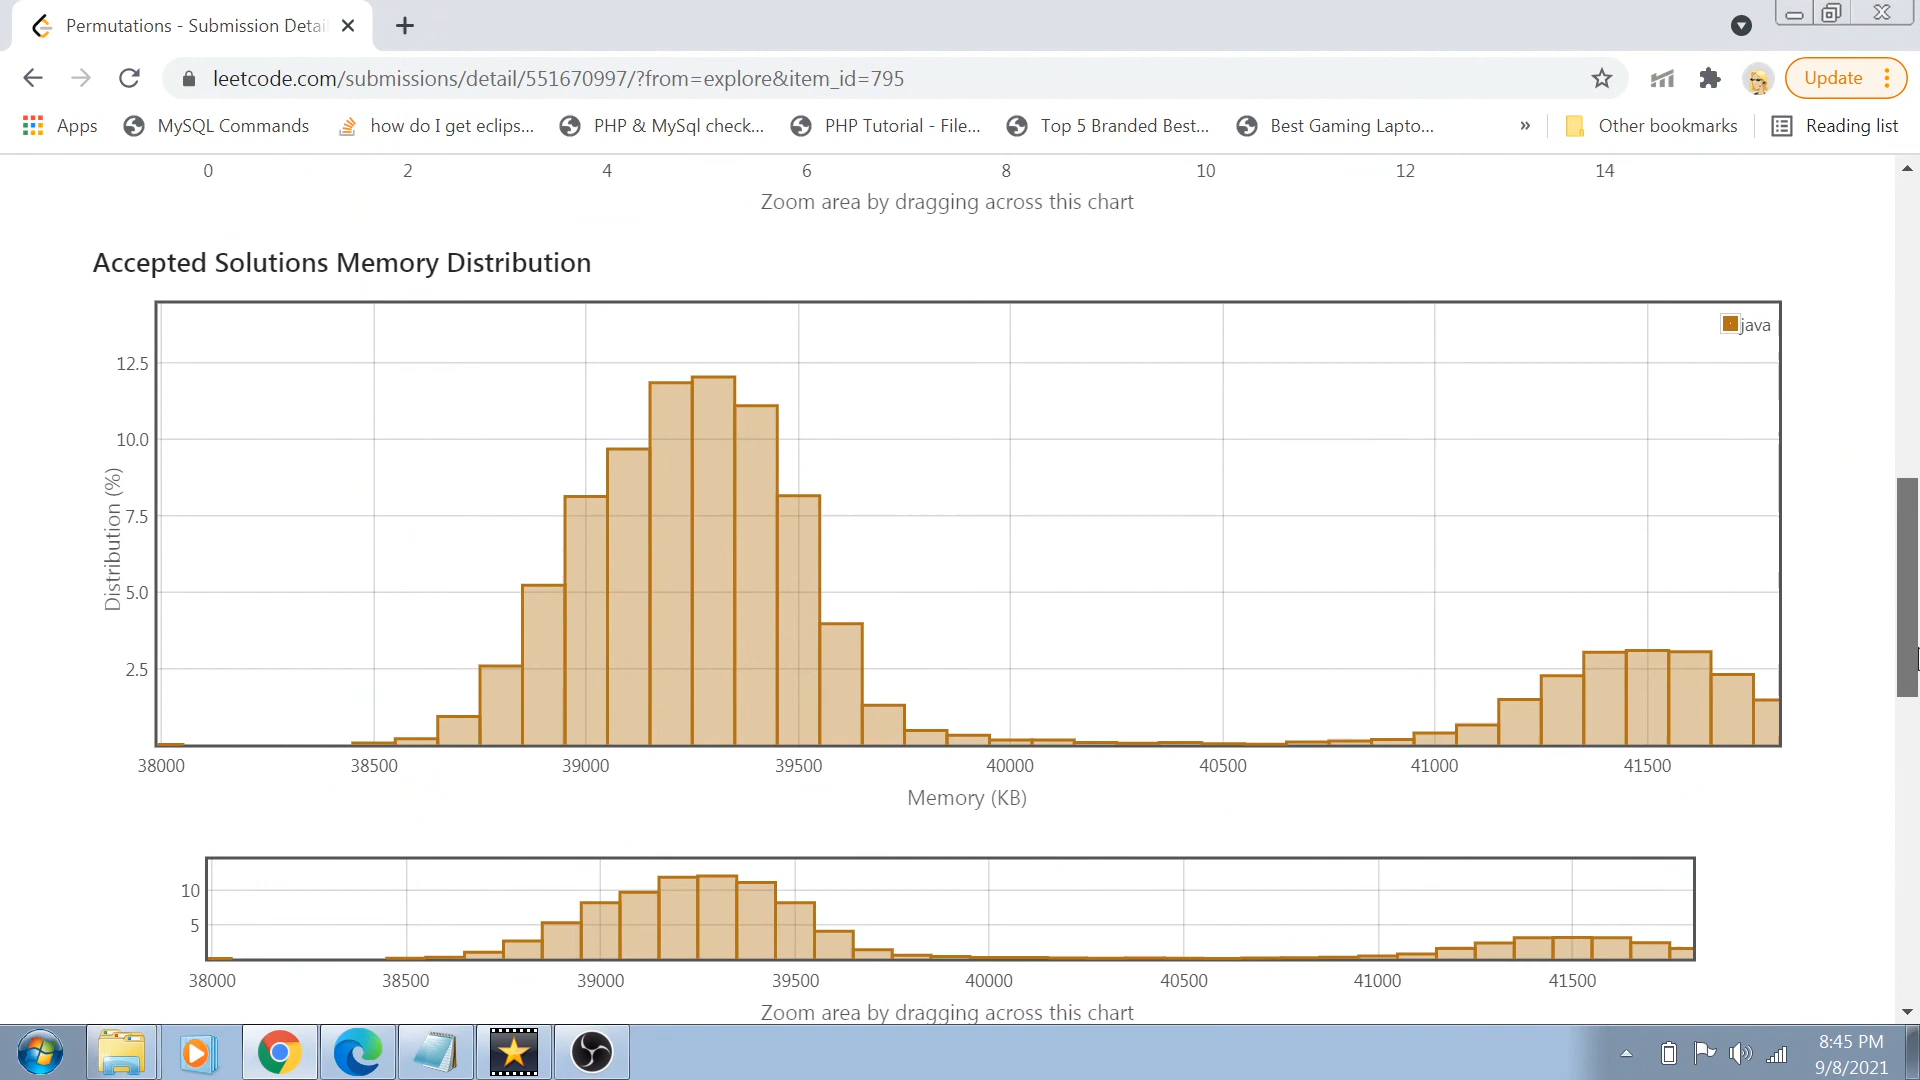 Permutations - Submission Detai
leetcode.com/submissions/detail/551670997/?from=explore&item_id=795
Update
Apps
MySQL Commands
how do I get eclips...
PHP & MySql check...
PHP Tutorial - File...
Top 5 Branded Best...
Best Gaming Lapto...
»
Other bookmarks
Reading list
0 2 4 6 8 10 12 14
Zoom area by dragging across this chart
Accepted Solutions Memory Distribution
java
12.5
10.0
7.5
5.0
2.5
Distribution (%)
38000 38500 39000 39500 40000 40500 41000 41500
Memory (KB)
10
5
38000 38500 39000 39500 40000 40500 41000 41500
Zoom area by dragging across this chart
8:45 PM
9/8/2021